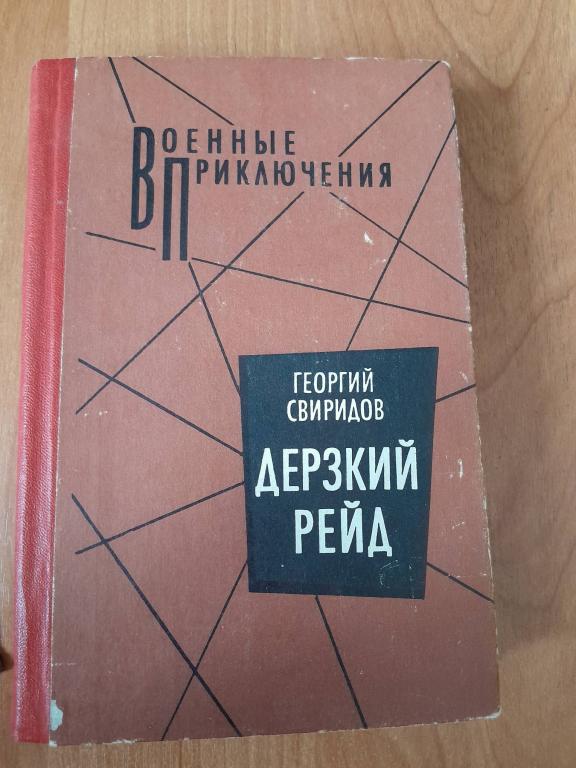 ВОЕННЫЕ
ПРИКЛЮЧЕНИЯ
ГЕОРГИЙ
СВИРИДОВ
ДЕРЗКИЙ
РЕЙД